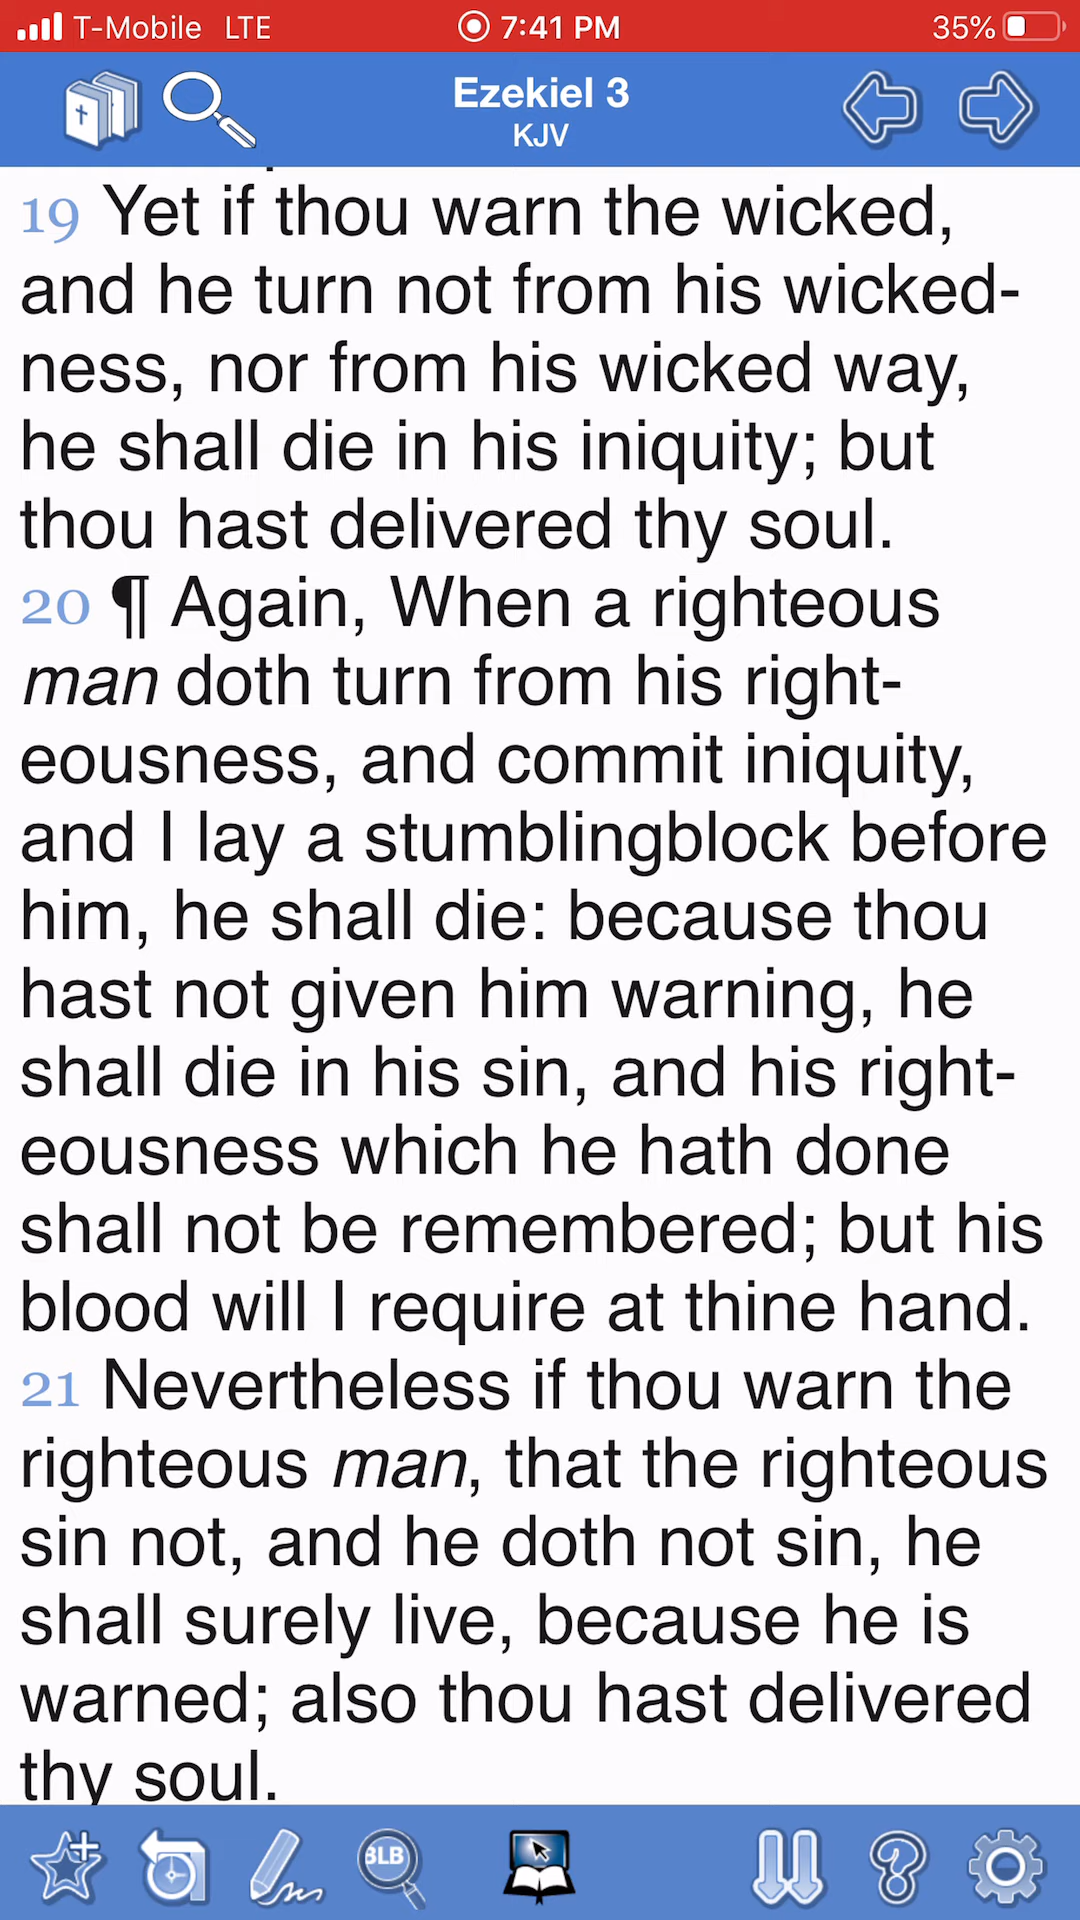 T-Mobile LTE 7:41 PM 35%
Ezekiel 3
KJV
19 Yet if thou warn the wicked,
and he turn not from his wicked-
ness, nor from his wicked way,
he shall die in his iniquity; but
thou hast delivered thy soul.
20 ¶ Again, When a righteous
man doth turn from his right-
eousness, and commit iniquity,
and I lay a stumblingblock before
him, he shall die: because thou
hast not given him warning, he
shall die in his sin, and his right-
eousness which he hath done
shall not be remembered; but his
blood will I require at thine hand.
21 Nevertheless if thou warn the
righteous man, that the righteous
sin not, and he doth not sin, he
shall surely live, because he is
warned; also thou hast delivered
thy soul.
BLB